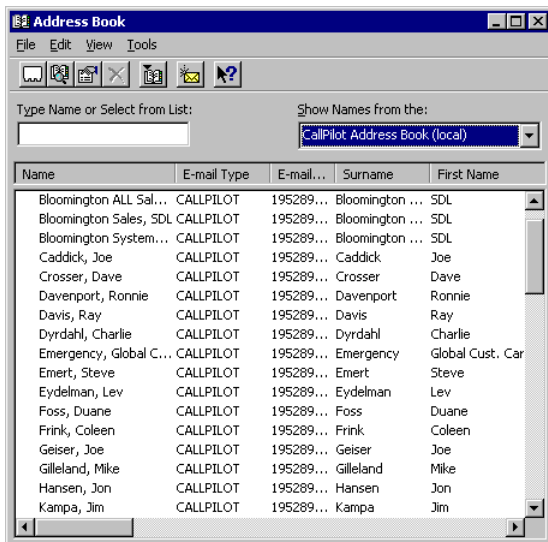 Address Book
File Edit View Tools
Type Name or Select from List: Show Names from the:
CallPilot Address Book (local)
Name E-mail Type E-mail... Surname First Name
Bloomington ALL Sal... CALLPILOT 195289... Bloomington ... SDL
Bloomington Sales, SDL CALLPILOT 195289... Bloomington ... SDL
Bloomington System... CALLPILOT 195289... Bloomington ... SDL
Caddick, Joe CALLPILOT 195289... Caddick Joe
Crosser, Dave CALLPILOT 195289... Crosser Dave
Davenport, Ronnie CALLPILOT 195289... Davenport Ronnie
Davis, Ray CALLPILOT 195289... Davis Ray
Dyrdahl, Charlie CALLPILOT 195289... Dyrdahl Charlie
Emergency, Global C... CALLPILOT 195289... Emergency Global Cust. Car
Emert, Steve CALLPILOT 195289... Emert Steve
Eydelman, Lev CALLPILOT 195289... Eydelman Lev
Foss, Duane CALLPILOT 195289... Foss Duane
Frink, Coleen CALLPILOT 195289... Frink Coleen
Geiser, Joe CALLPILOT 195289... Geiser Joe
Gilleland, Mike CALLPILOT 195289... Gilleland Mike
Hansen, Jon CALLPILOT 195289... Hansen Jon
Kampa, Jim CALLPILOT 195289... Kampa Jim